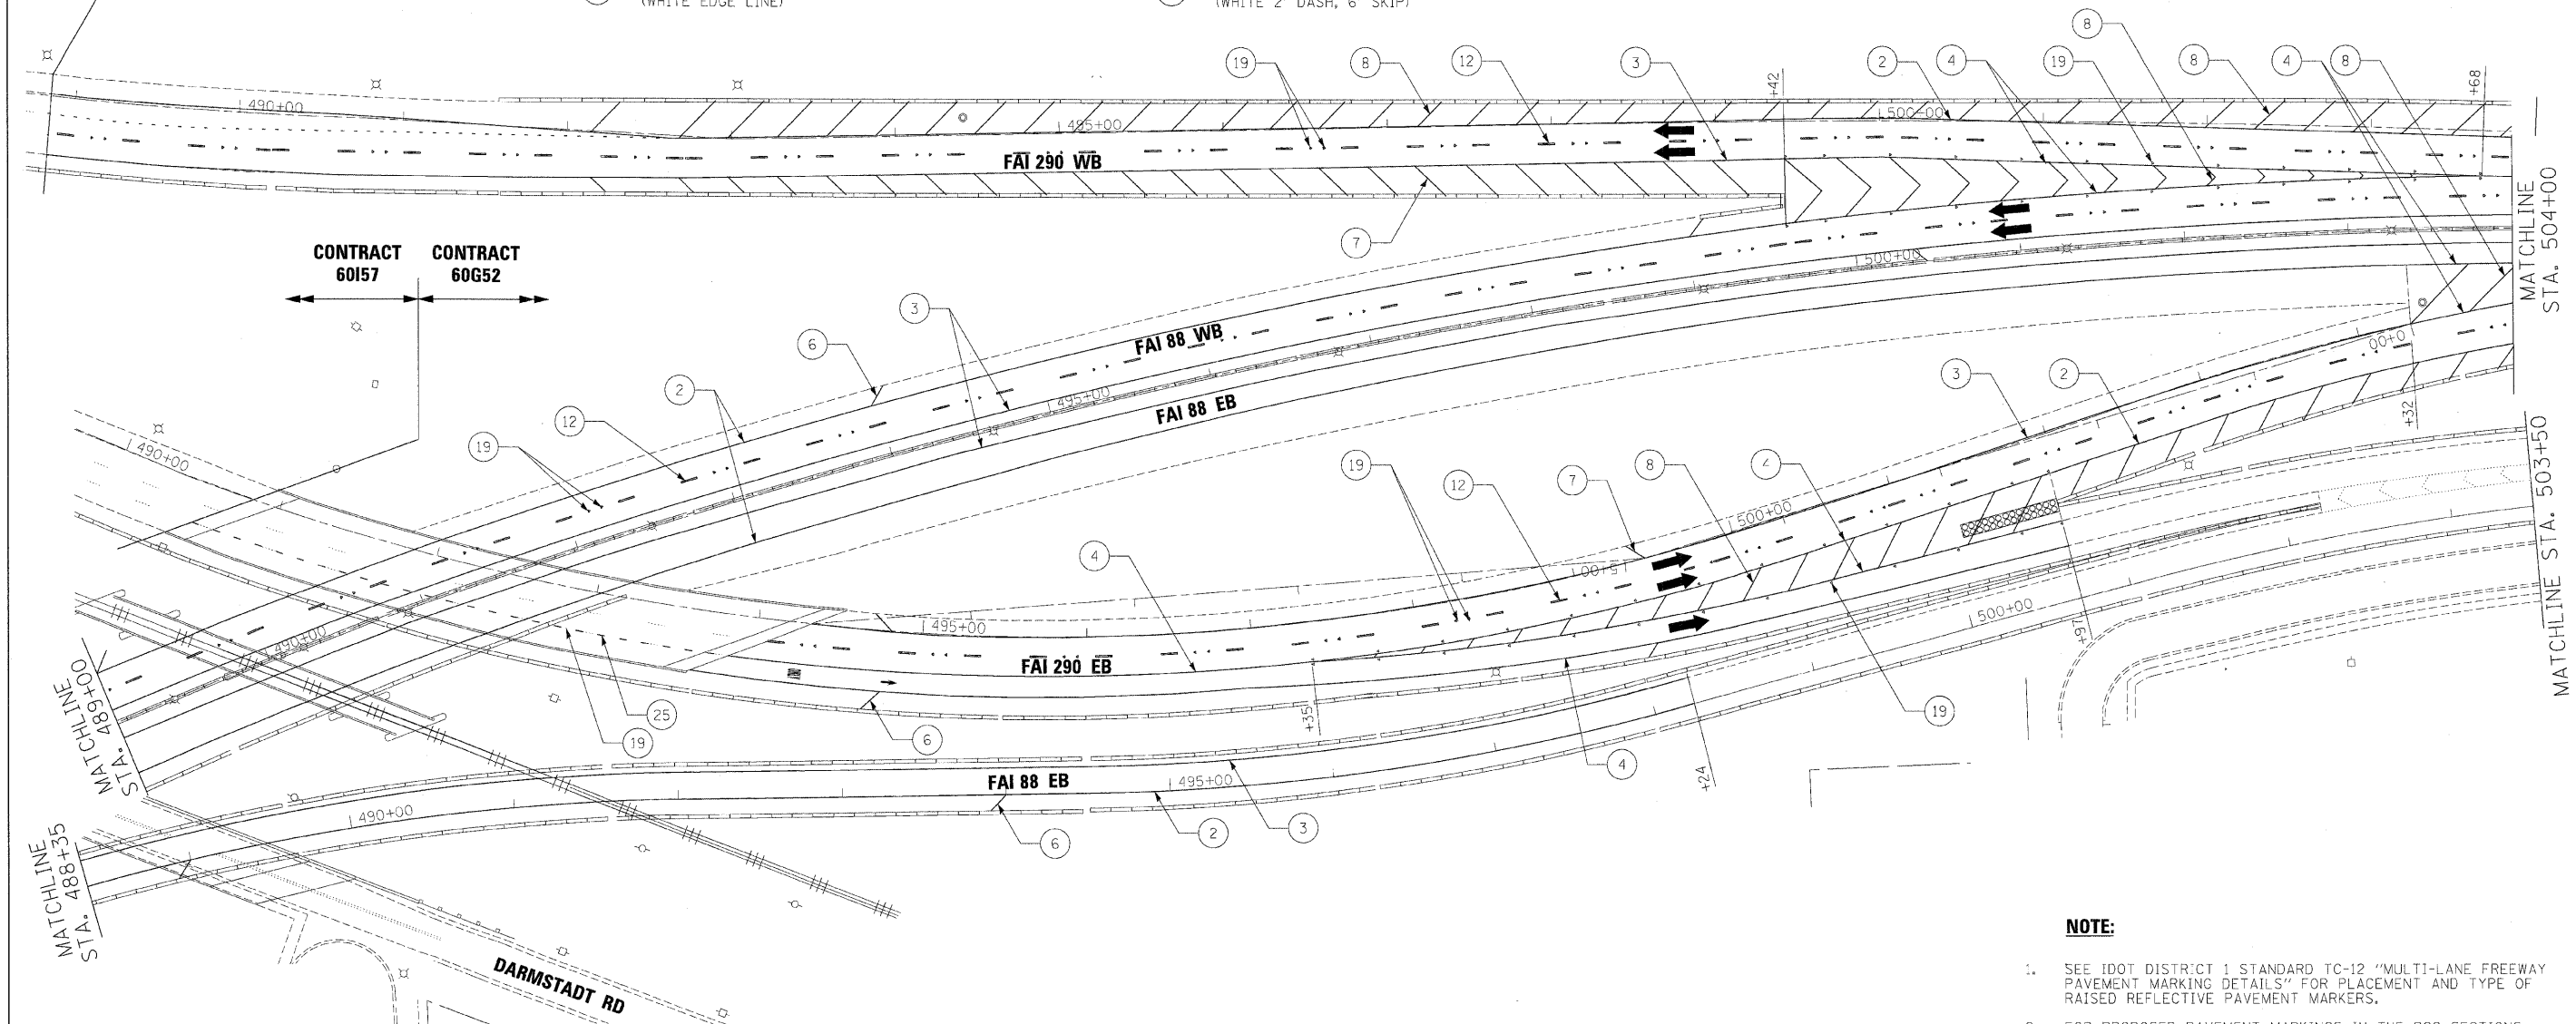 (WHITE EDGE LINE)
(WHITE 2' DASH, 6' SKIP)
8
19
8
12
3
2
4
19
8
4
8
+42
+68
490+00
495+00
500+00
FAI 290 WB
7
MATCHLINE
STA. 504+00
CONTRACT
60I57
CONTRACT
60G52
500+00
3
6
FAI 88 WB
2
495+00
FAI 88 EB
12
19
490+00
0+00
3
2
+32
19
12
7
8
4
500+00
15+00
4
495+00
FAI 290 EB
490+00
MATCHLINE
STA. 489+00
25
19
6
+35
+97
500+00
19
4
+24
MATCHLINE STA. 503+50
FAI 88 EB
495+00
490+00
6
2
3
MATCHLINE
STA. 488+35
DARMSTADT RD
NOTE:
1. SEE IDOT DISTRICT 1 STANDARD TC-12 "MULTI-LANE FREEWAY
PAVEMENT MARKING DETAILS" FOR PLACEMENT AND TYPE OF
RAISED REFLECTIVE PAVEMENT MARKERS.